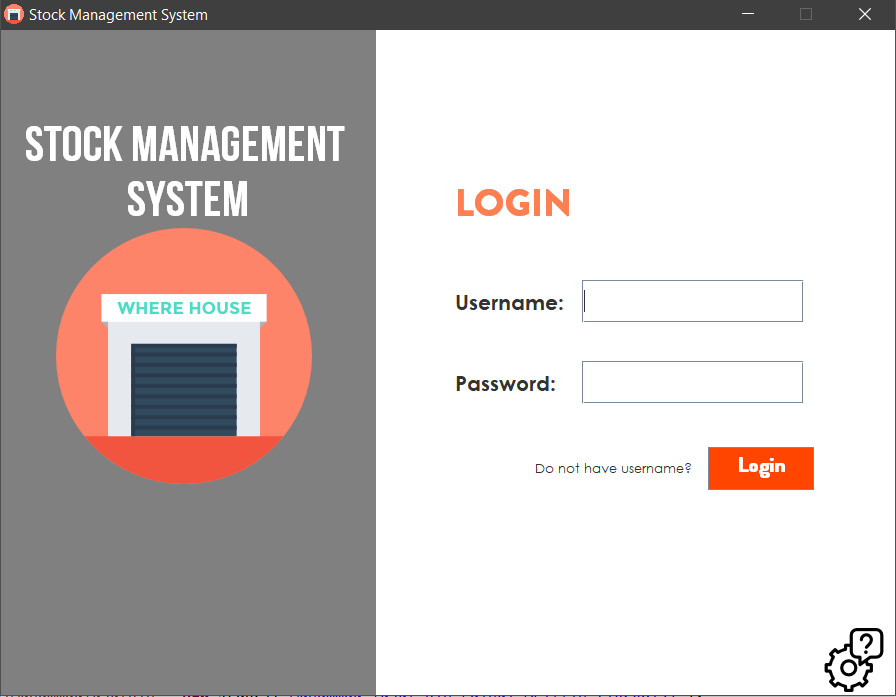 Stock Management System
STOCK MANAGEMENT
SYSTEM
WHERE HOUSE
LOGIN
Username:
Password:
Do not have username?
Login
?